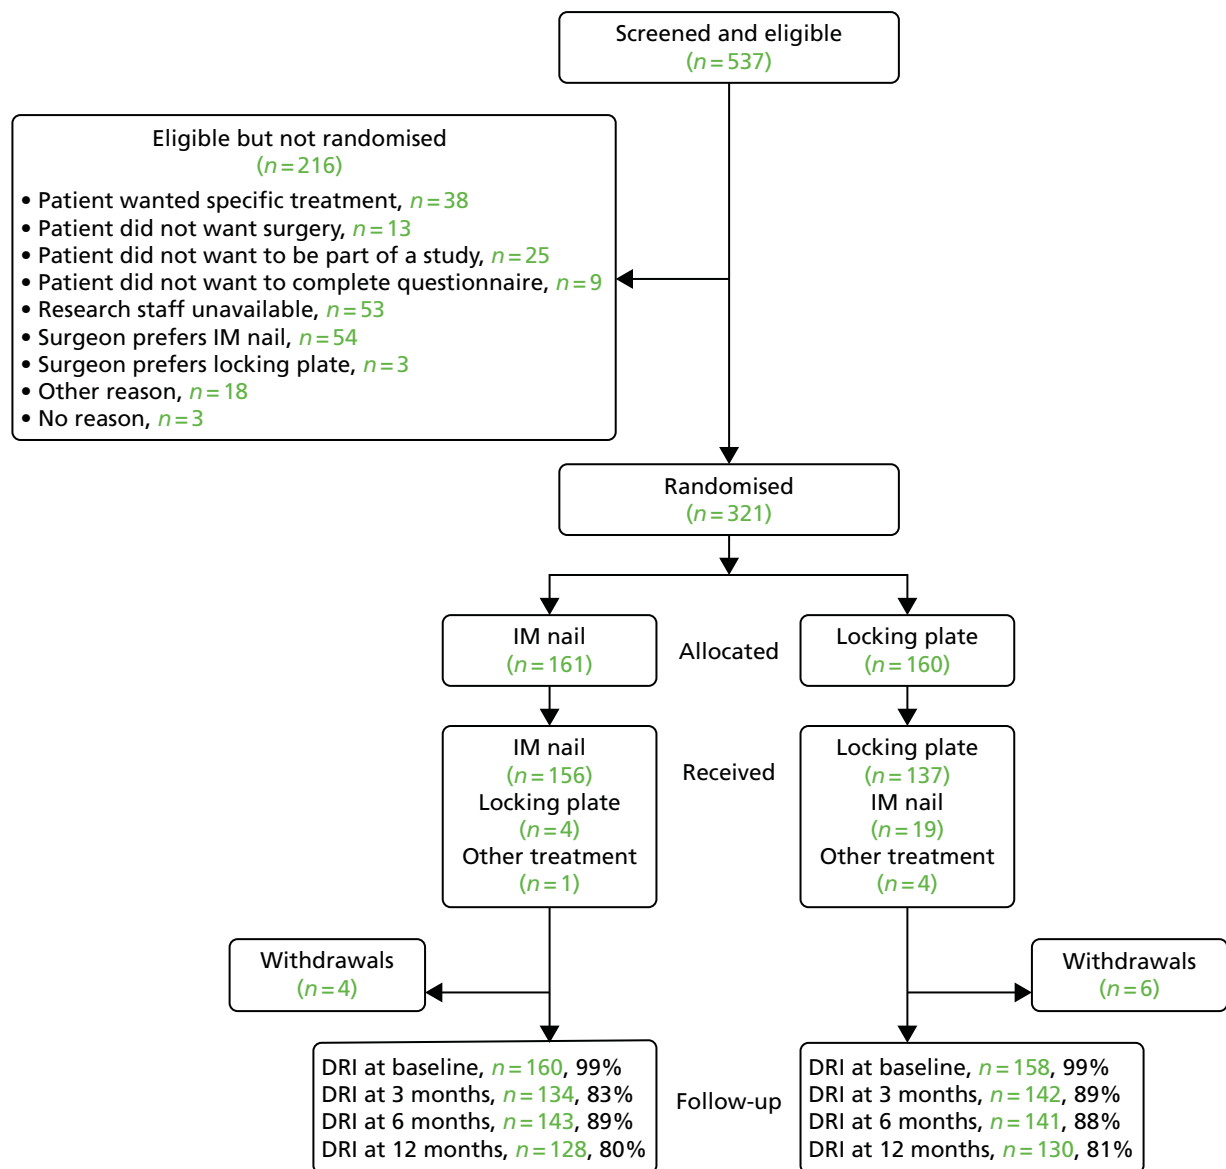 Screened and eligible
(n = 537)
Eligible but not randomised
(n = 216)
• Patient wanted specific treatment, n = 38
• Patient did not want surgery, n = 13
• Patient did not want to be part of a study, n = 25
• Patient did not want to complete questionnaire, n = 9
• Research staff unavailable, n = 53
• Surgeon prefers IM nail, n = 54
• Surgeon prefers locking plate, n = 3
• Other reason, n = 18
• No reason, n = 3
Randomised
(n = 321)
IM nail
(n = 161)
Allocated
Locking plate
(n = 160)
IM nail
(n = 156)
Locking plate
(n = 4)
Other treatment
(n = 1)
Received
Locking plate
(n = 137)
IM nail
(n = 19)
Other treatment
(n = 4)
Withdrawals
(n = 4)
Withdrawals
(n = 6)
DRI at baseline, n = 160, 99%
DRI at 3 months, n = 134, 83%
DRI at 6 months, n = 143, 89%
DRI at 12 months, n = 128, 80%
Follow-up
DRI at baseline, n = 158, 99%
DRI at 3 months, n = 142, 89%
DRI at 6 months, n = 141, 88%
DRI at 12 months, n = 130, 81%